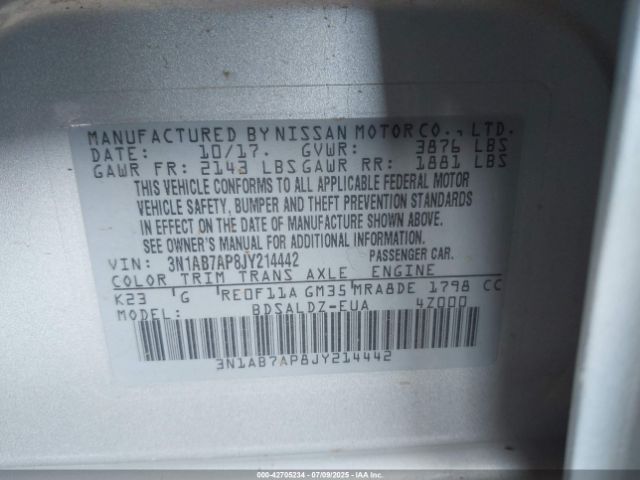 MANUFACTURED BY NISSAN MOTOR CO., LTD.
DATE: 10/17. GVWR: 3876 LBS
GAWR FR: 2143 LBS GAWR RR: 1881 LBS
THIS VEHICLE CONFORMS TO ALL APPLICABLE FEDERAL MOTOR
VEHICLE SAFETY, BUMPER AND THEFT PREVENTION STANDARDS
IN EFFECT ON THE DATE OF MANUFACTURE SHOWN ABOVE.
SEE OWNER'S MANUAL FOR ADDITIONAL INFORMATION.
VIN: 3N1AB7AP8JY214442 PASSENGER CAR.
COLOR TRIM TRANS AXLE ENGINE
K23 G RE0F11A GM35 MRA8DE 1798 CC
BDSALDZ-EUA 4Z000
3N1AB7AP8JY214442
000-42705234 - 07/09/2025 - IAAI.COM